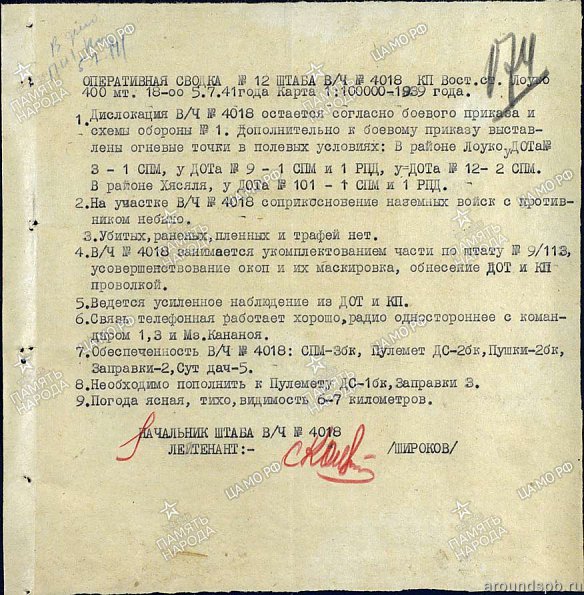 174
В дело
5.7.41
ОПЕРАТИВНАЯ СВОДКА № 12 ШТАБА В/Ч № 4018 КП Вост.ст. Лоуко
400 мт. 18-оо 5.7.41года Карта 1:100000-1939 года.
1. Дислокация В/Ч № 4018 остается согласно боевого приказа и
схемы обороны № 1. Дополнительно к боевому приказу выстав-
лены огневые точки в полевых условиях: В районе Лоуко,у ДОТа№
3 - 1 СПМ, у ДОТа № 9 - 1 СПМ и 1 РПД, у ДОТа № 12- 2 СПМ.
В районе Хясяля, у ДОТа № 101 - 1 СПМ и 1 РПД.
2. На участке В/Ч № 4018 соприкосновение наземных войск с против-
ником небыло.
3. Убитых,раненых,пленных и трафей нет.
4. В/Ч № 4018 занимается укомплектованием части по штату № 9/113,
усовершенствование окоп и их маскировка, обнесение ДОТ и КП
проволкой.
5. Ведется усиленное наблюдение из ДОТ и КП.
6. Связь телефонная работает хорошо,радио одностороннее с коман-
диром 1,3 и Мз.Кананоя.
7. Обеспеченность В/Ч № 4018: СПМ-3бк, Пулемет ДС-2бк,Пушки-2бк,
Заправки-2,Сут дач-5.
8. Необходимо пополнить к Пулемету ДС-1бк,Заправки 3.
9. Погода ясная, тихо,видимость 6-7 километров.
НАЧАЛЬНИК ШТАБА В/Ч № 4018
ЛЕЙТЕНАНТ:- /ШИРОКОВ/
ПАМЯТЬ НАРОДА
ЦАМО.РФ
aroundspb.ru